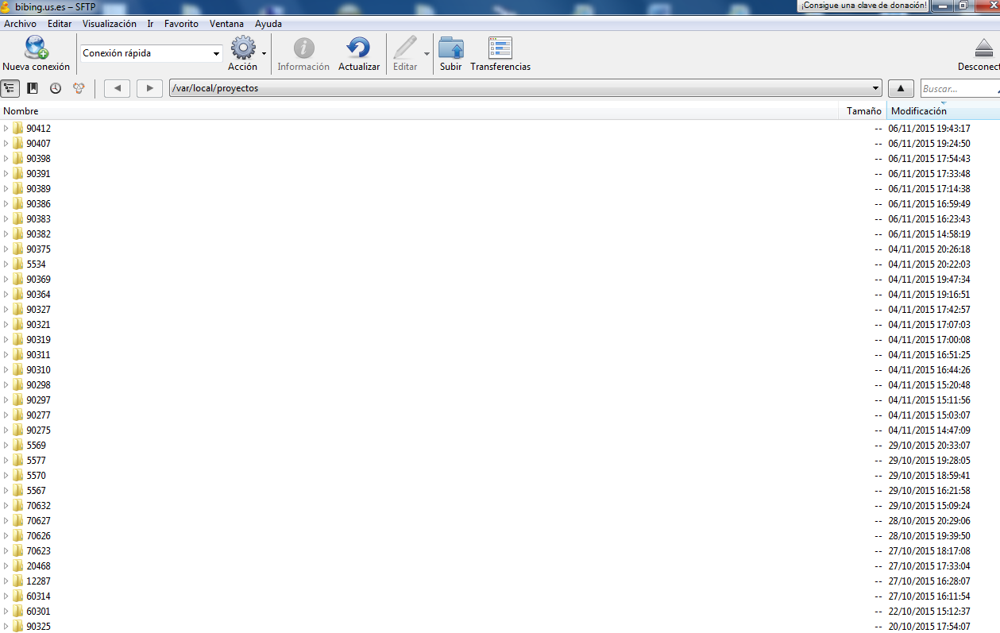 bibing.us.es – SFTP ¡Consigue una clave de donación!
Archivo Editar Visualización Ir Favorito Ventana Ayuda
Conexión rápida
Nueva conexión Acción Información Actualizar Editar Subir Transferencias Desconect
/var/local/proyectos Buscar...
Nombre Tamaño Modificación
90412 -- 06/11/2015 19:43:17
90407 -- 06/11/2015 19:24:50
90398 -- 06/11/2015 17:54:43
90391 -- 06/11/2015 17:33:48
90389 -- 06/11/2015 17:14:38
90386 -- 06/11/2015 16:59:49
90383 -- 06/11/2015 16:23:43
90382 -- 06/11/2015 14:58:19
90375 -- 04/11/2015 20:26:18
5534 -- 04/11/2015 20:22:03
90369 -- 04/11/2015 19:47:34
90364 -- 04/11/2015 19:16:51
90327 -- 04/11/2015 17:42:57
90321 -- 04/11/2015 17:07:03
90319 -- 04/11/2015 17:00:08
90311 -- 04/11/2015 16:51:25
90310 -- 04/11/2015 16:44:26
90298 -- 04/11/2015 15:20:48
90297 -- 04/11/2015 15:11:56
90277 -- 04/11/2015 15:03:07
90275 -- 04/11/2015 14:47:09
5569 -- 29/10/2015 20:33:07
5577 -- 29/10/2015 19:28:05
5570 -- 29/10/2015 18:59:41
5567 -- 29/10/2015 16:21:58
70632 -- 29/10/2015 15:09:24
70627 -- 28/10/2015 20:29:06
70626 -- 28/10/2015 19:39:50
70623 -- 27/10/2015 18:17:08
20468 -- 27/10/2015 17:33:04
12287 -- 27/10/2015 16:28:07
60314 -- 27/10/2015 16:11:54
60301 -- 22/10/2015 15:12:37
90325 -- 20/10/2015 17:54:07